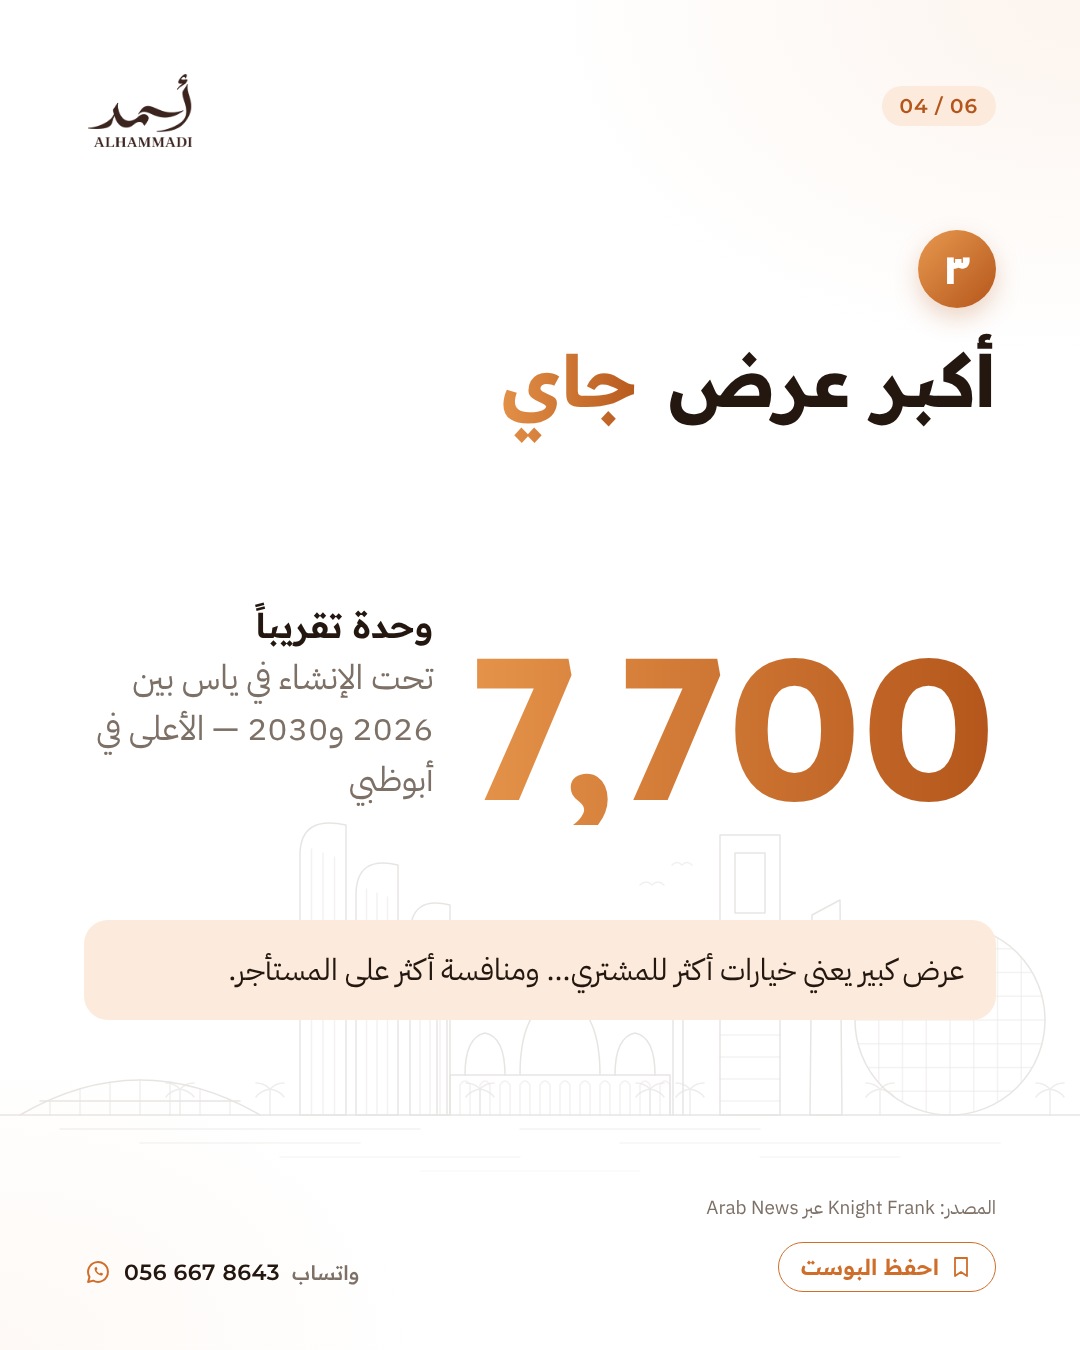 أحمد
ALHAMMADI
04 / 06
٣
أكبر عرض جاي
7,700
وحدة تقريباً
تحت الإنشاء في ياس بين
2026 و2030 — الأعلى في
أبوظبي
عرض كبير يعني خيارات أكثر للمشتري... ومنافسة أكثر على المستأجر.
المصدر: Knight Frank عبر Arab News
احفظ البوست
واتساب 056 667 8643